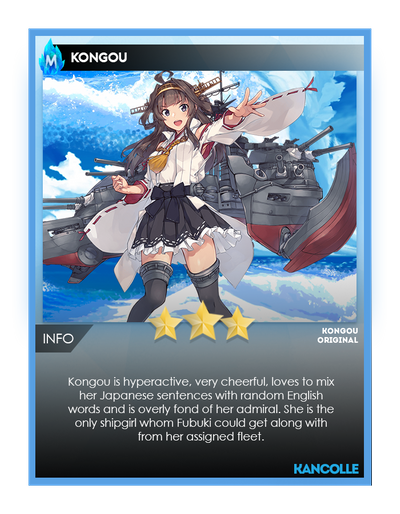 M KONGOU
KONGOU
ORIGINAL
INFO
Kongou is hyperactive, very cheerful, loves to mix
her Japanese sentences with random English
words and is overly fond of her admiral. She is the
only shipgirl whom Fubuki could get along with
from her assigned fleet.
KANCOLLE